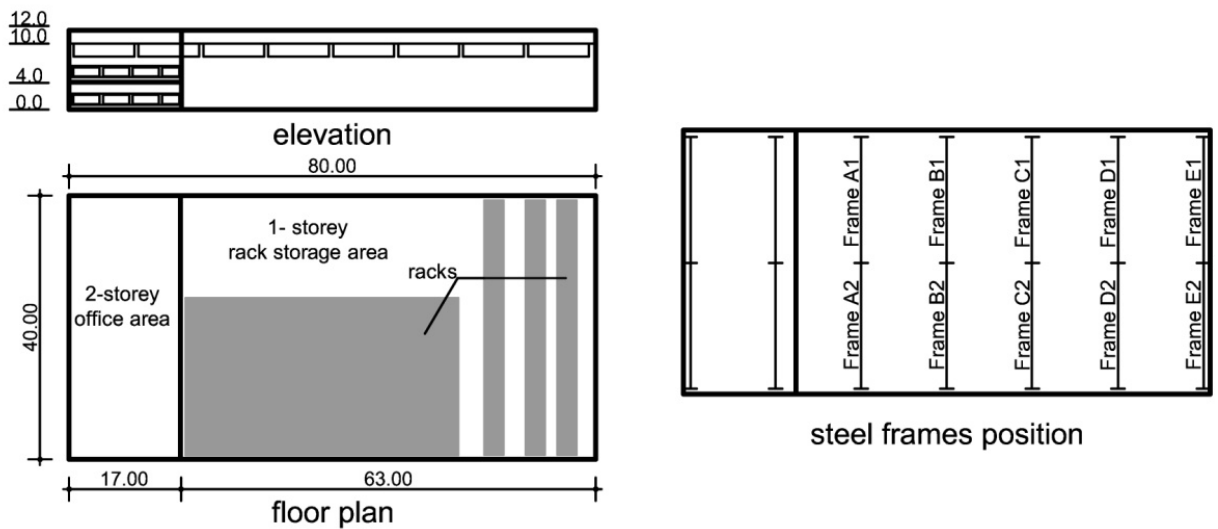 12.0
10.0
4.0
0.0
elevation
80.00
40.00
1- storey
rack storage area
racks
2-storey
office area
17.00
63.00
floor plan
Frame A1
Frame B1
Frame C1
Frame D1
Frame E1
Frame A2
Frame B2
Frame C2
Frame D2
Frame E2
steel frames position